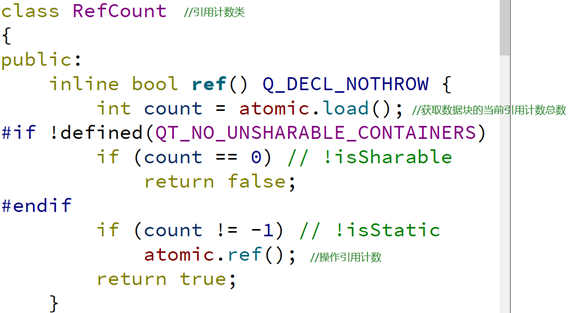 class RefCount //引用计数类
{
public:
    inline bool ref() Q_DECL_NOTHROW {
        int count = atomic.load(); //获取数据块的当前引用计数总数
#if !defined(QT_NO_UNSHARABLE_CONTAINERS)
        if (count == 0) // !isSharable
            return false;
#endif
        if (count != -1) // !isStatic
            atomic.ref(); //操作引用计数
        return true;
    }